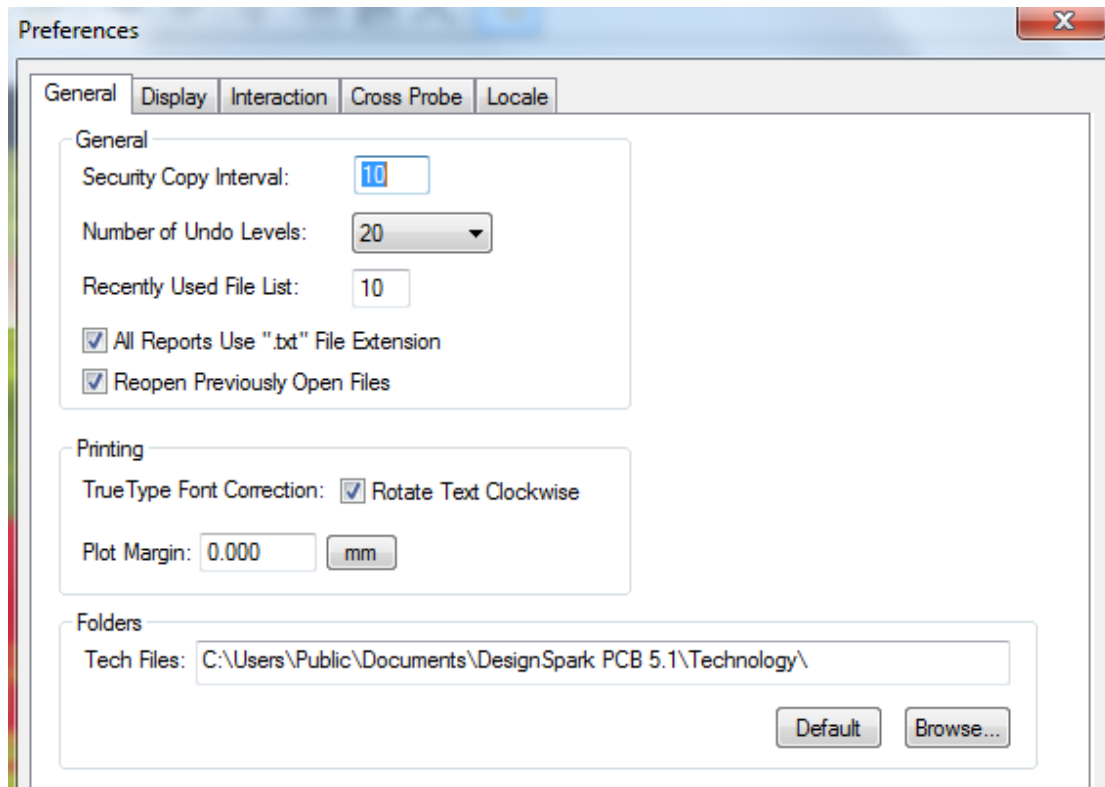 Preferences
General Display Interaction Cross Probe Locale
General
Security Copy Interval: 10
Number of Undo Levels: 20
Recently Used File List: 10
All Reports Use ".txt" File Extension
Reopen Previously Open Files
Printing
TrueType Font Correction: Rotate Text Clockwise
Plot Margin: 0.000 mm
Folders
Tech Files: C:\Users\Public\Documents\DesignSpark PCB 5.1\Technology\
Default Browse...